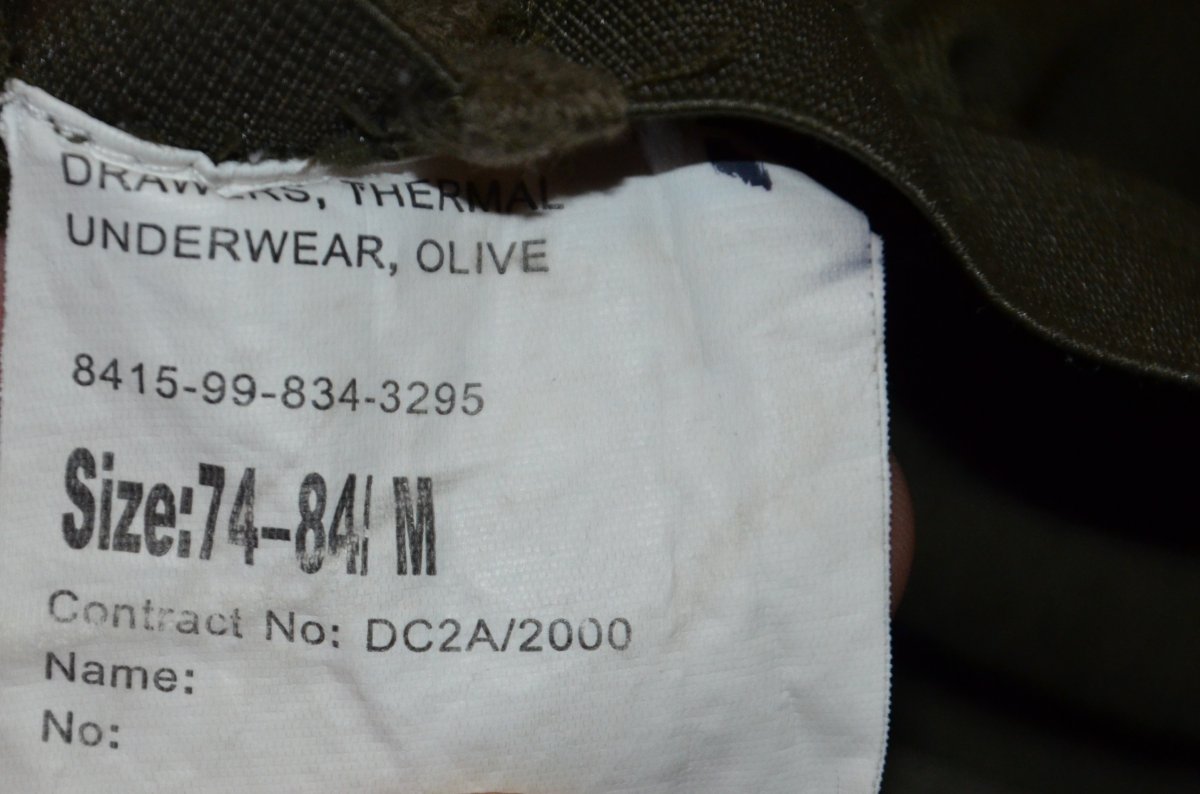 DRAWERS, THERMAL
UNDERWEAR, OLIVE
8415-99-834-3295
Size:74-84/ M
Contract No: DC2A/2000
Name:
No: